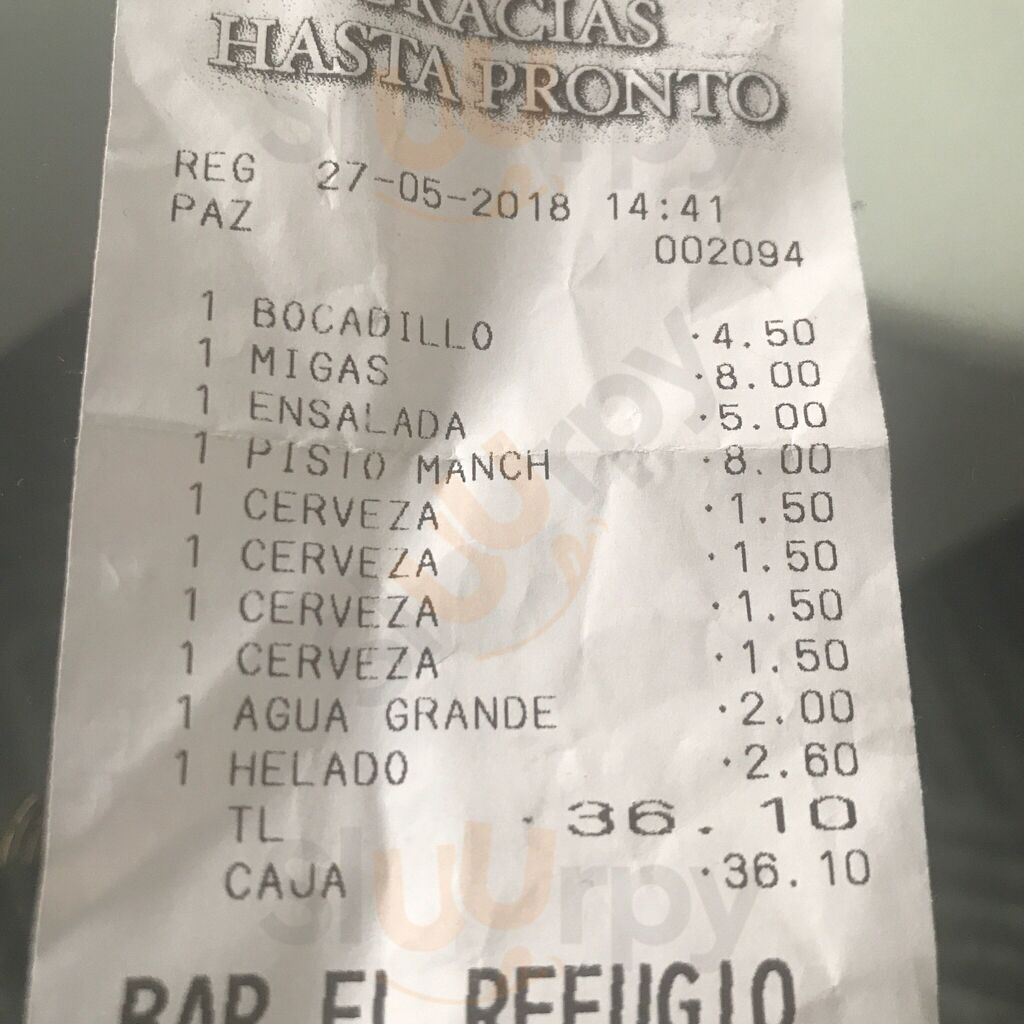 GRACIAS
HASTA PRONTO
REG 27-05-2018 14:41
PAZ
002094
1 BOCADILLO ·4.50
1 MIGAS ·8.00
1 ENSALADA ·5.00
1 PISTO MANCH ·8.00
1 CERVEZA ·1.50
1 CERVEZA ·1.50
1 CERVEZA ·1.50
1 CERVEZA ·1.50
1 AGUA GRANDE ·2.00
1 HELADO ·2.60
TL ·36.10
CAJA ·36.10
BAR EL REFUGIO
sluurpy
sluurpy
sluurpy